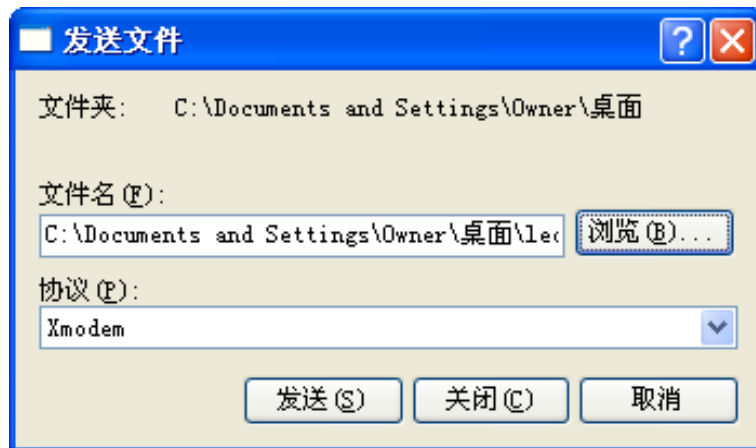 发送文件
文件夹: C:\Documents and Settings\Owner\桌面
文件名(F):
C:\Documents and Settings\Owner\桌面\lec 浏览(B)...
协议(P):
Xmodem
发送(S) 关闭(C) 取消